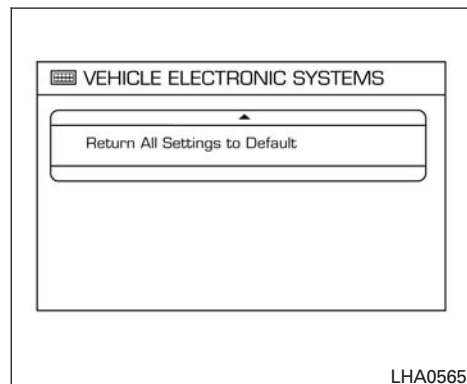 VEHICLE ELECTRONIC SYSTEMS
Return All Settings to Default
LHA0565